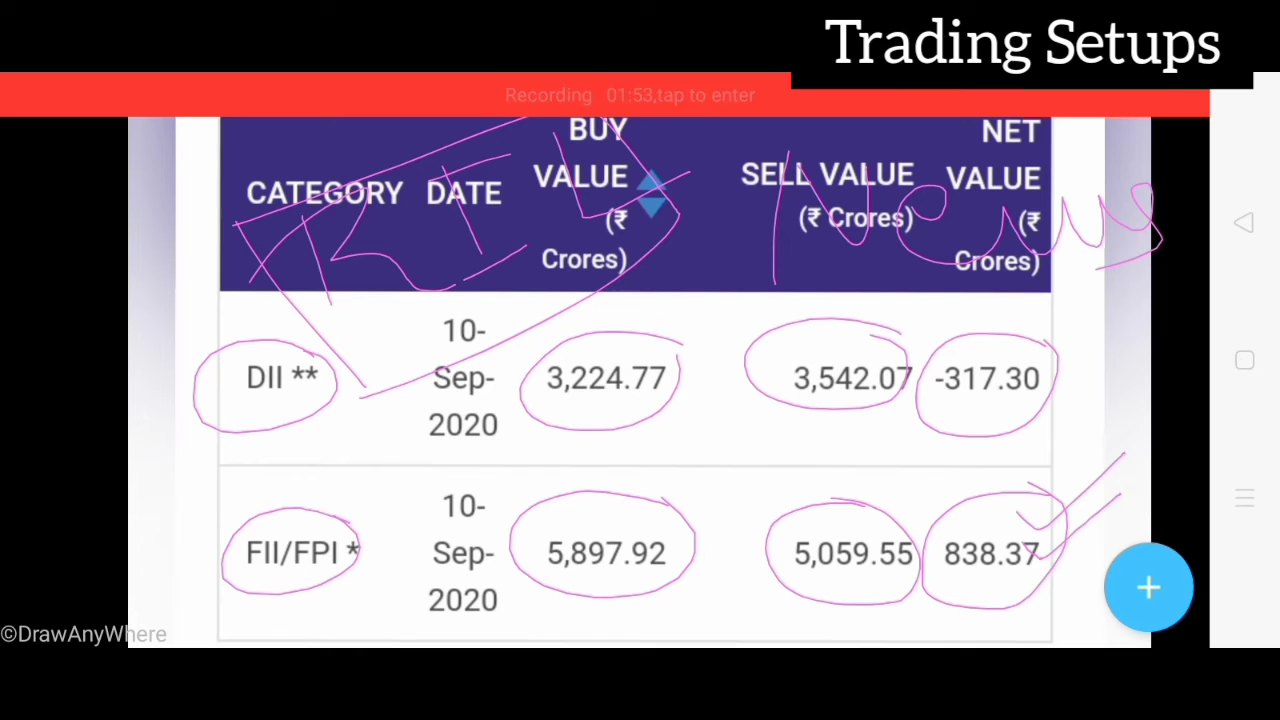 Trading Setups
Recording 01:53,tap to enter
CATEGORY DATE BUY VALUE (₹ Crores) SELL VALUE (₹ Crores) NET VALUE (₹ Crores)
DII ** 10-Sep-2020 3,224.77 3,542.07 -317.30
FII/FPI * 10-Sep-2020 5,897.92 5,059.55 838.37
©DrawAnyWhere